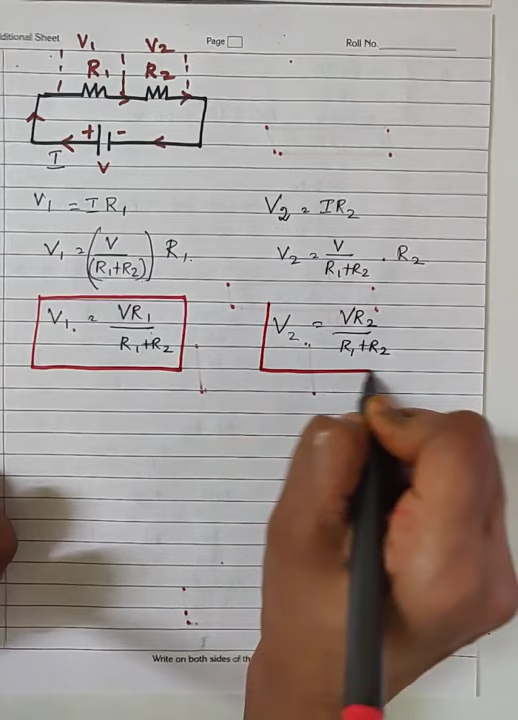 ditional Sheet Page Roll No.
V1 V2
R1 R2
+ -
I V
V1 = IR1 V2 = IR2
V1 = (V/(R1+R2)) R1. V2 = V/R1+R2 . R2
V1. = VR1/R1+R2 V2.. = VR2/R1+R2
Write on both sides of th